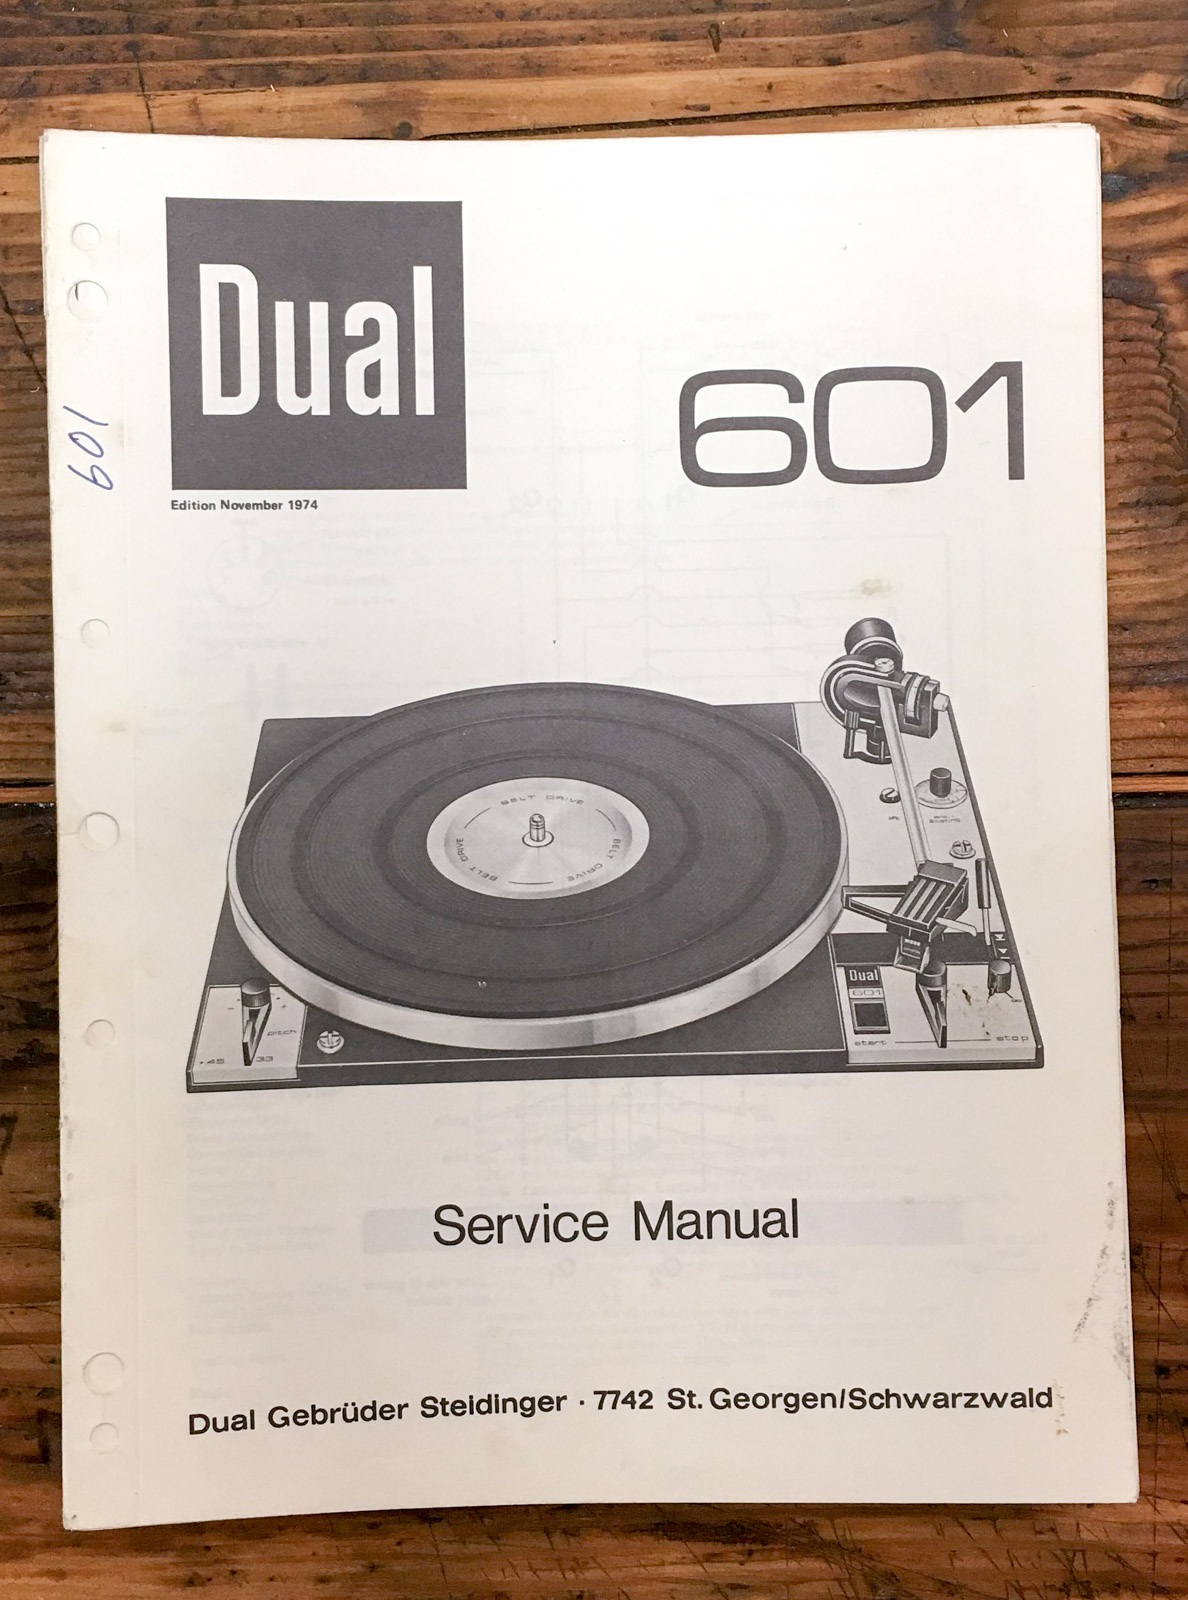 Dual
601
601
Edition November 1974
BELT DRIVE
BELT DRIVE
BELT DRIVE
Dual
601
pitch
45 33
start stop
Service Manual
Dual Gebrüder Steidinger · 7742 St. Georgen/Schwarzwald